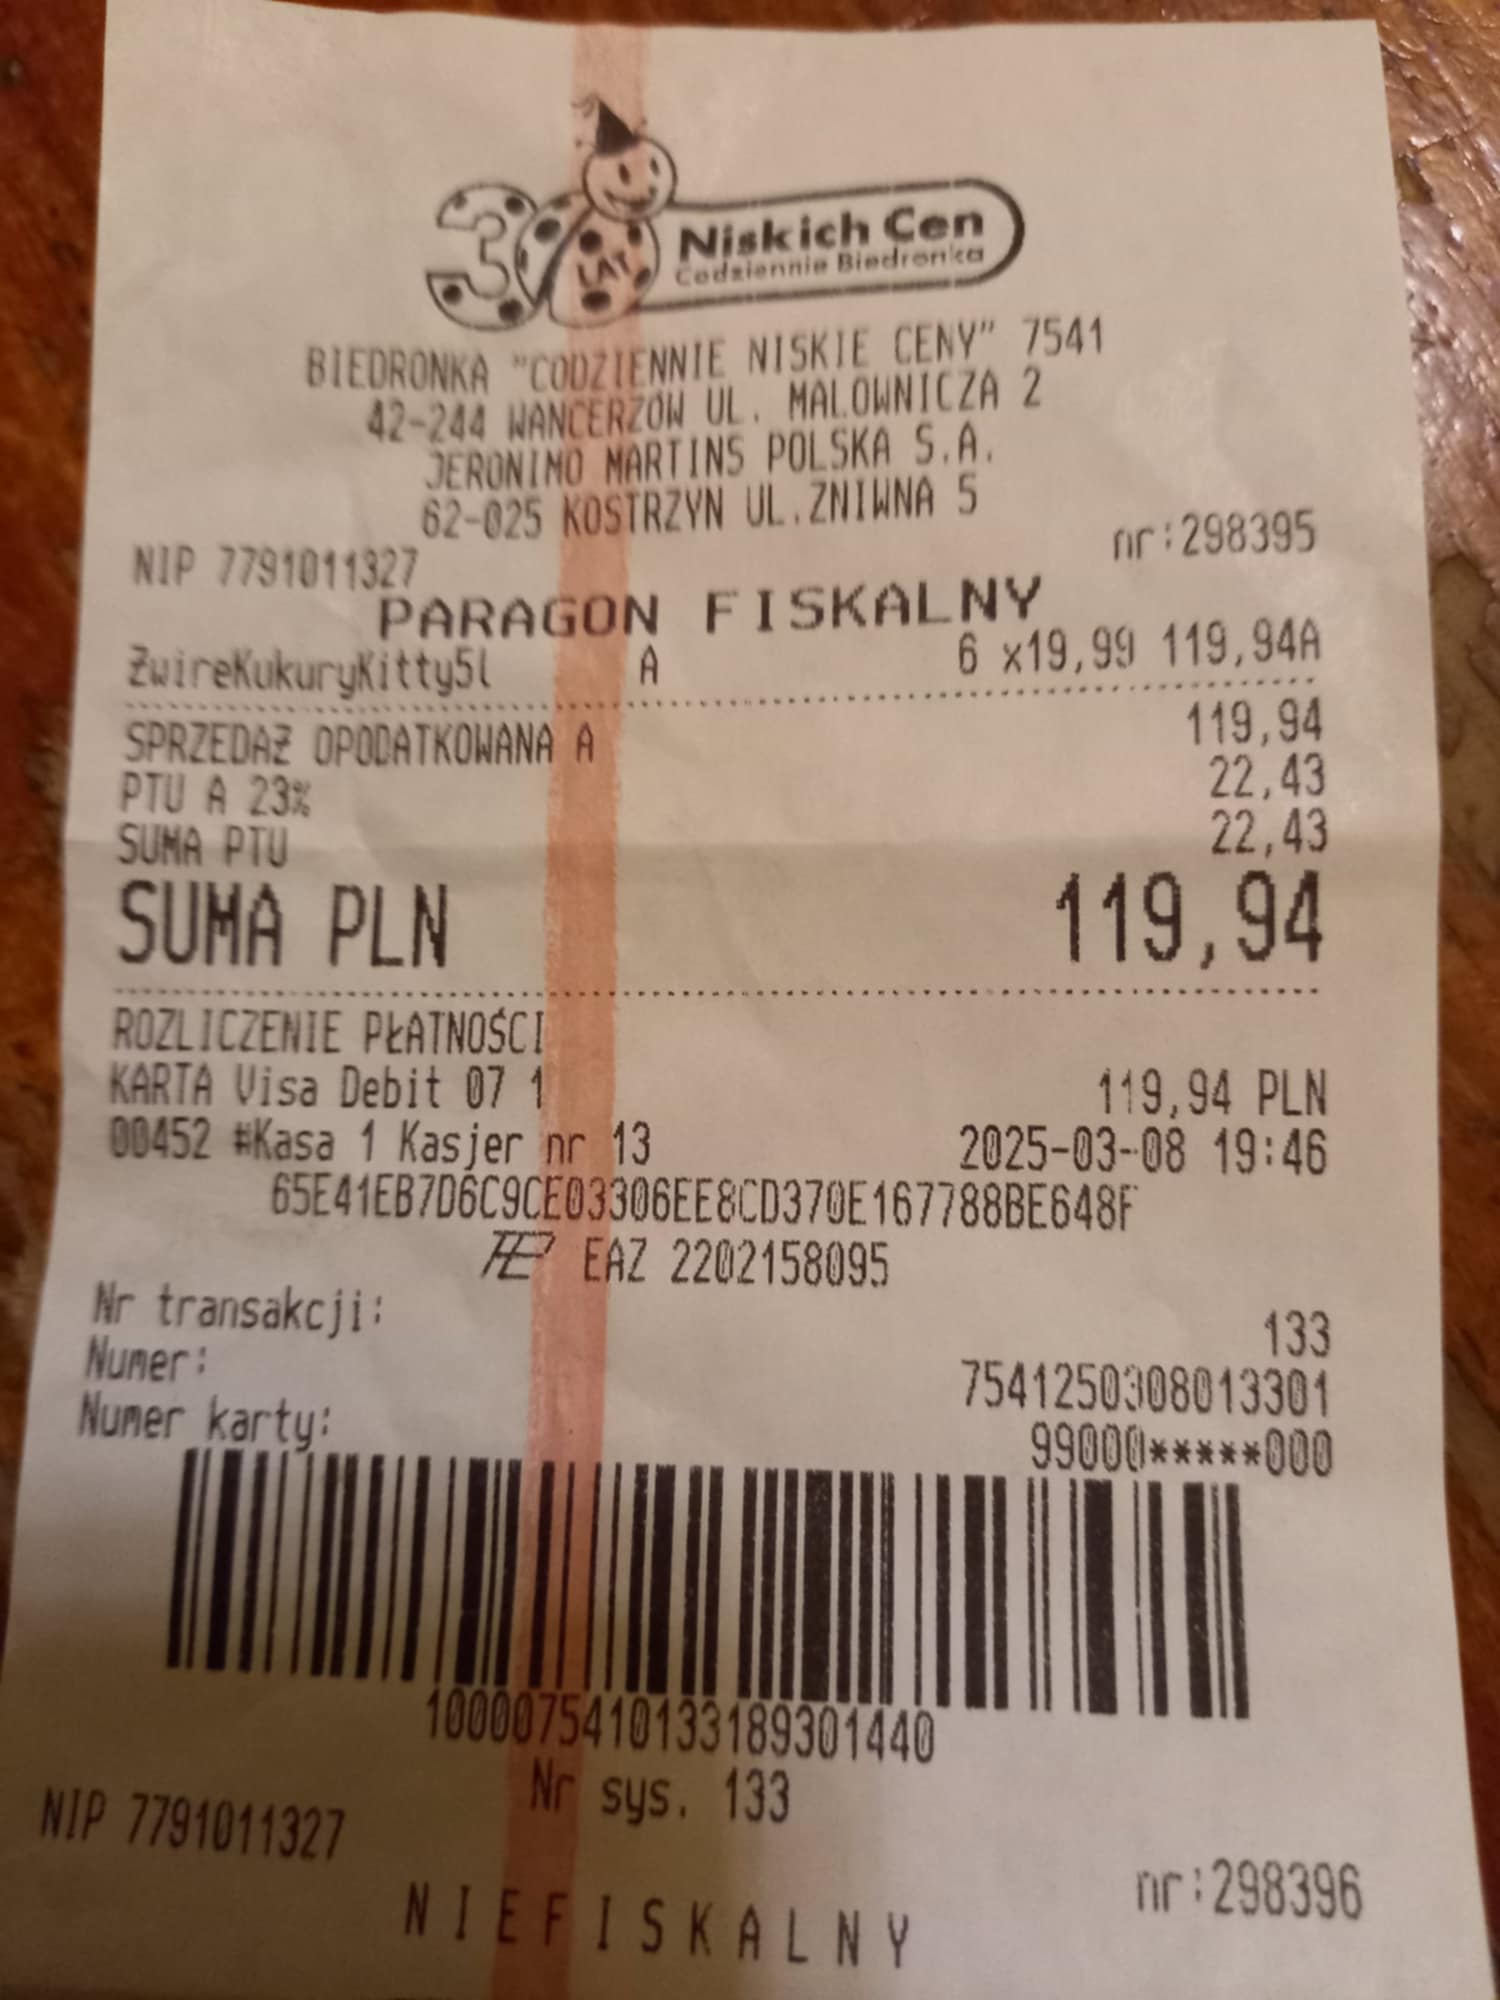 30 LAT
Niskich Cen
Codziennie Biedronka
BIEDRONKA "CODZIENNIE NISKIE CENY" 7541
42-244 WANCERZÓW UL. MALOWNICZA 2
JERONIMO MARTINS POLSKA S.A.
62-025 KOSTRZYN UL.ŻNIWNA 5
NIP 7791011327 nr:298395
PARAGON FISKALNY
ŻwireKukuryKitty5l A 6 x19,99 119,94A
SPRZEDAŻ OPODATKOWANA A 119,94
PTU A 23% 22,43
SUMA PTU 22,43
SUMA PLN 119,94
ROZLICZENIE PŁATNOŚCI
KARTA Visa Debit 07 1 119,94 PLN
00452 #Kasa 1 Kasjer nr 13 2025-03-08 19:46
65E41EB7D6C9CE03306EE8CD370E167788BE648F
EAZ 2202158095
Nr transakcji: 133
Numer: 7541250308013301
Numer karty: 99000*****000
10000754101331893​01440
Nr sys. 133
NIP 7791011327 nr:298396
NIEFISKALNY